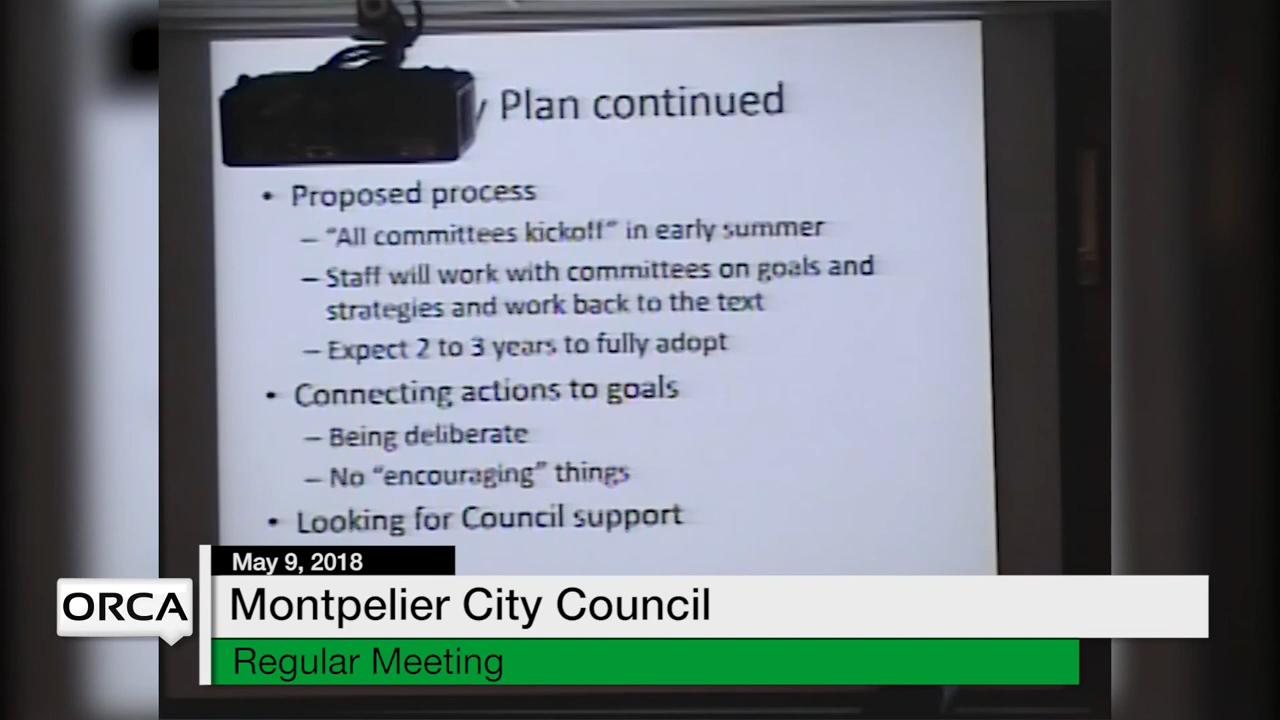 Plan continued
• Proposed process
– “All committees kickoff” in early summer
– Staff will work with committees on goals and
strategies and work back to the text
– Expect 2 to 3 years to fully adopt
• Connecting actions to goals
– Being deliberate
– No “encouraging” things
• Looking for Council support
May 9, 2018
ORCA
Montpelier City Council
Regular Meeting